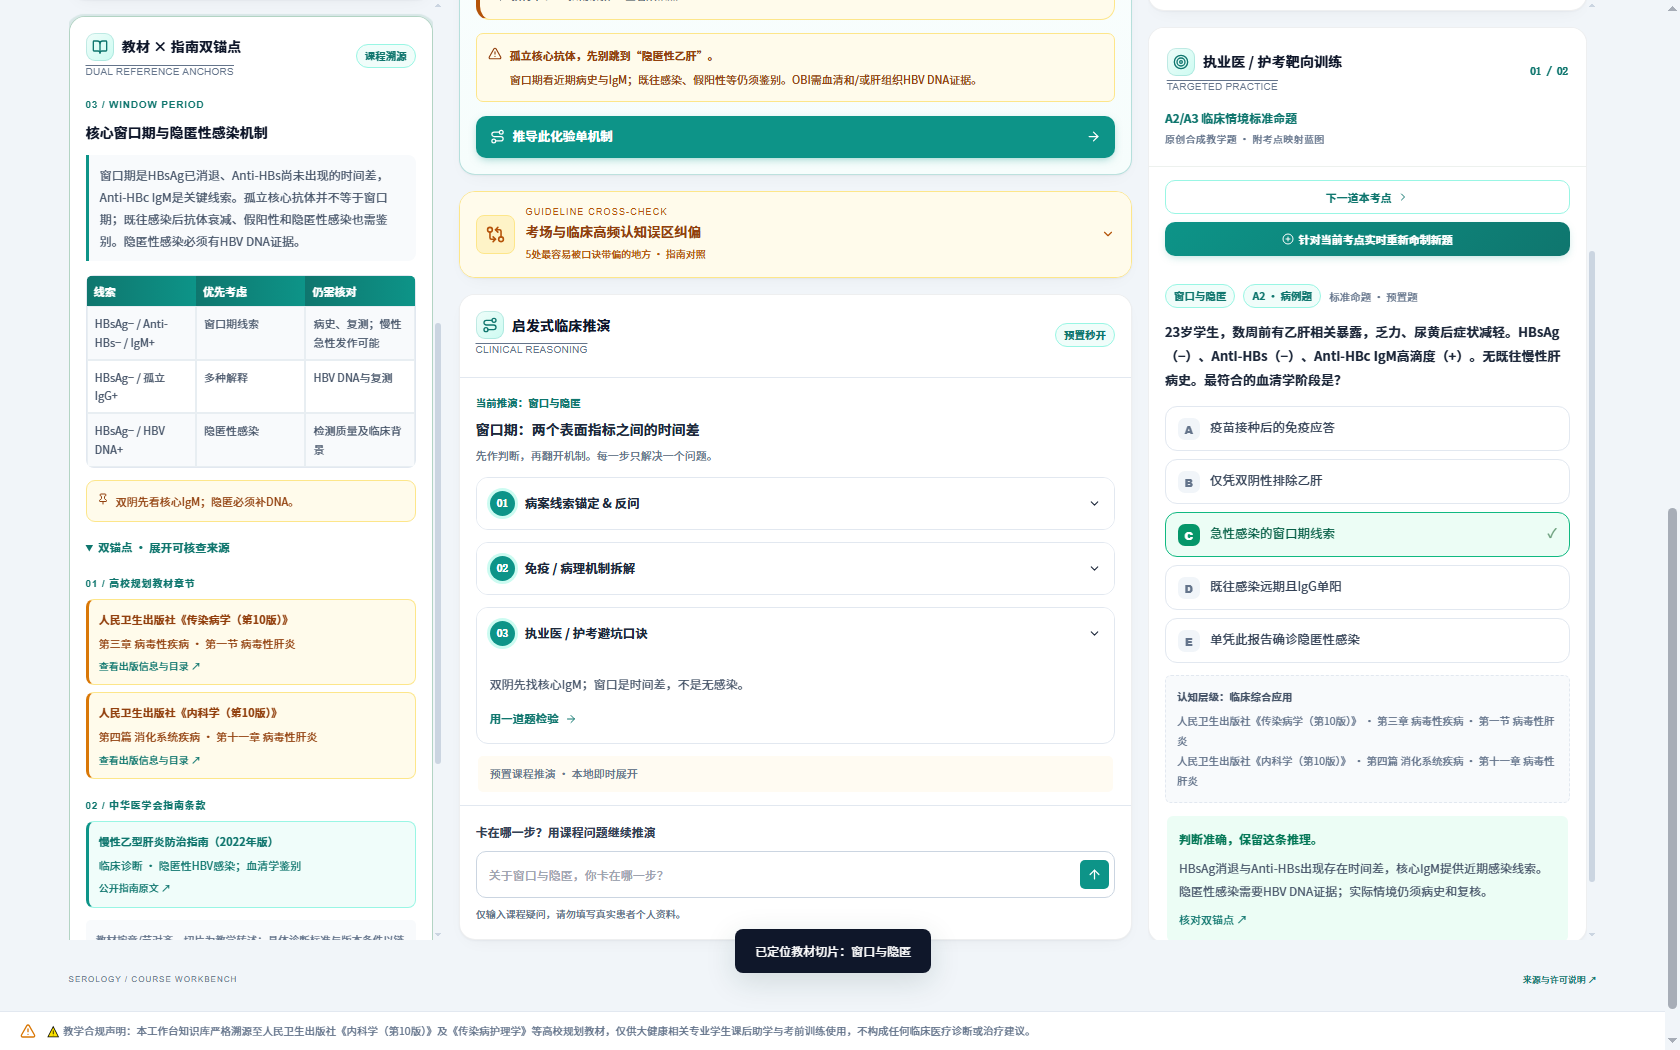 教材 × 指南双锚点
DUAL REFERENCE ANCHORS
课程溯源
03 / WINDOW PERIOD
核心窗口期与隐匿性感染机制
窗口期是HBsAg已消退、Anti-HBs尚未出现的时间差，
Anti-HBc IgM是关键线索。孤立核心抗体并不等于窗口
期；既往感染后抗体衰减、假阳性和隐匿性感染也需鉴
别。隐匿性感染必须有HBV DNA证据。
线索 优先考虑 仍需核对
HBsAg− / Anti-
HBs− / IgM+
窗口期线索
病史、复测；慢性
急性发作可能
HBsAg− / 孤立
IgG+
多种解释
HBV DNA与复测
HBsAg− / HBV
DNA+
隐匿性感染
检测质量及临床背
景
双阴先看核心IgM；隐匿必须补DNA。
▼ 双锚点 · 展开可核查来源
01 / 高校规划教材章节
人民卫生出版社《传染病学（第10版）》
第三章 病毒性疾病 · 第一节 病毒性肝炎
查看出版信息与目录 ↗
人民卫生出版社《内科学（第10版）》
第四篇 消化系统疾病 · 第十一章 病毒性肝炎
查看出版信息与目录 ↗
02 / 中华医学会指南条款
慢性乙型肝炎防治指南（2022年版）
临床诊断 · 隐匿性HBV感染；血清学鉴别
公开指南原文 ↗
孤立核心抗体，先别跳到“隐匿性乙肝”。
窗口期看近期病史与IgM；既往感染、假阳性等仍须鉴别。OBI需血清和/或肝组织HBV DNA证据。
推导此化验单机制 →
GUIDELINE CROSS-CHECK
考场与临床高频认知误区纠偏
5处最容易被口诀带偏的地方 · 指南对照
启发式临床推演
CLINICAL REASONING
预置秒开
当前推演：窗口与隐匿
窗口期：两个表面指标之间的时间差
先作判断，再翻开机制。每一步只解决一个问题。
01 病案线索锚定 & 反问
02 免疫 / 病理机制拆解
03 执业医 / 护考避坑口诀
双阴先找核心IgM；窗口是时间差，不是无感染。
用一道题检验 →
预置课程推演 · 本地即时展开
卡在哪一步？用课程问题继续推演
关于窗口与隐匿，你卡在哪一步？
仅输入课程疑问，请勿填写真实患者个人资料。
执业医 / 护考靶向训练
TARGETED PRACTICE
01 / 02
A2/A3 临床情境标准命题
原创合成教学题 · 附考点映射蓝图
下一道本考点 >
针对当前考点实时重新命制新题
窗口与隐匿 A2 · 病例题 标准命题 · 预置题
23岁学生，数周前有乙肝相关暴露，乏力、尿黄后症状减轻。HBsAg
（−）、Anti-HBs（−）、Anti-HBc IgM高滴度（+）。无既往慢性肝
病史。最符合的血清学阶段是？
A 疫苗接种后的免疫应答
B 仅凭双阴性排除乙肝
C 急性感染的窗口期线索 ✓
D 既往感染远期且IgG单阳
E 单凭此报告确诊隐匿性感染
认知层级：临床综合应用
人民卫生出版社《传染病学（第10版）》 · 第三章 病毒性疾病 · 第一节 病毒性肝
炎
人民卫生出版社《内科学（第10版）》 · 第四篇 消化系统疾病 · 第十一章 病毒性
肝炎
判断准确，保留这条推理。
HBsAg消退与Anti-HBs出现存在时间差，核心IgM提供近期感染线索。
隐匿性感染需要HBV DNA证据；实际情境仍须病史和复核。
核对双锚点 ↗
已定位教材切片：窗口与隐匿
SEROLOGY / COURSE WORKBENCH
来源与许可说明 ↗
⚠ 教学合规声明：本工作台知识库严格溯源至人民卫生出版社《内科学（第10版）》及《传染病护理学》等高校规划教材，仅供大健康相关专业学生课后助学与考前训练使用，不构成任何临床医疗诊断或治疗建议。